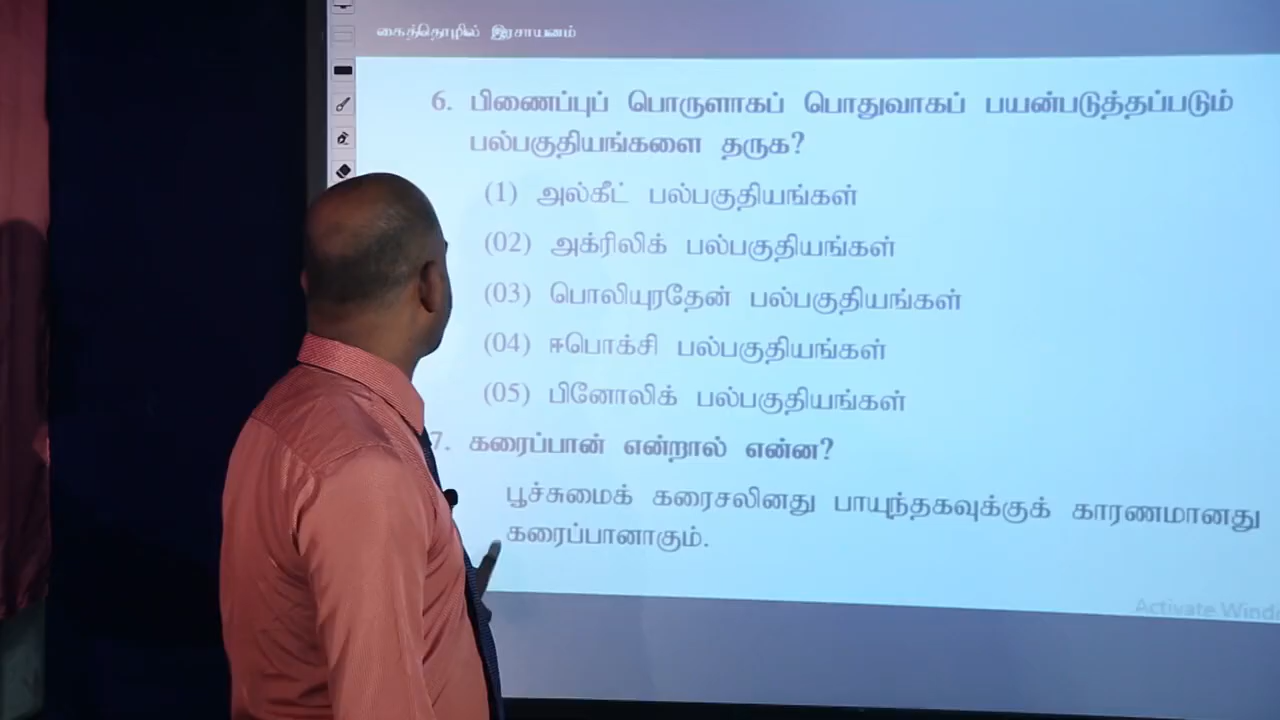 கைத்தொழில் இரசாயனம்
6. பிணைப்புப் பொருளாகப் பொதுவாகப் பயன்படுத்தப்படும்
பல்பகுதியங்களை தருக?
(1) அல்கீட் பல்பகுதியங்கள்
(02) அக்ரிலிக் பல்பகுதியங்கள்
(03) பொலியுரதேன் பல்பகுதியங்கள்
(04) ஈபொக்சி பல்பகுதியங்கள்
(05) பினோலிக் பல்பகுதியங்கள்
7. கரைப்பான் என்றால் என்ன?
பூச்சுமைக் கரைசலினது பாயுந்தகவுக்குக் காரணமானது
கரைப்பானாகும்.
Activate Windo